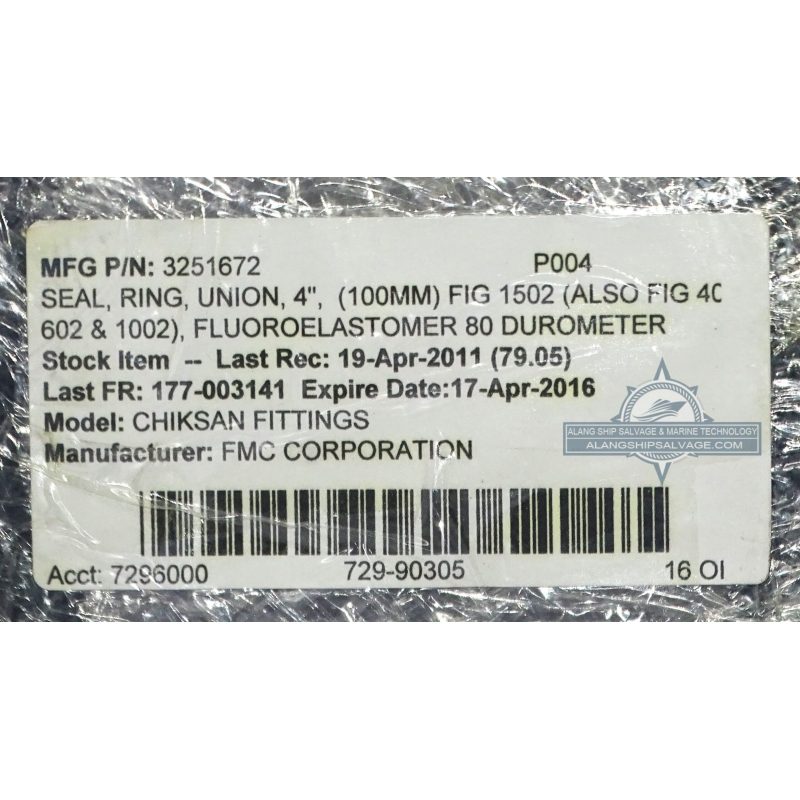 MFG P/N: 3251672 P004
SEAL, RING, UNION, 4", (100MM) FIG 1502 (ALSO FIG 40
602 & 1002), FLUOROELASTOMER 80 DUROMETER
Stock Item -- Last Rec: 19-Apr-2011 (79.05)
Last FR: 177-003141 Expire Date:17-Apr-2016
Model: CHIKSAN FITTINGS
Manufacturer: FMC CORPORATION
ALANG SHIP SALVAGE & MARINE TECHNOLOGY
ALANGSHIPSALVAGE.COM
Acct: 7296000 729-90305 16 OI